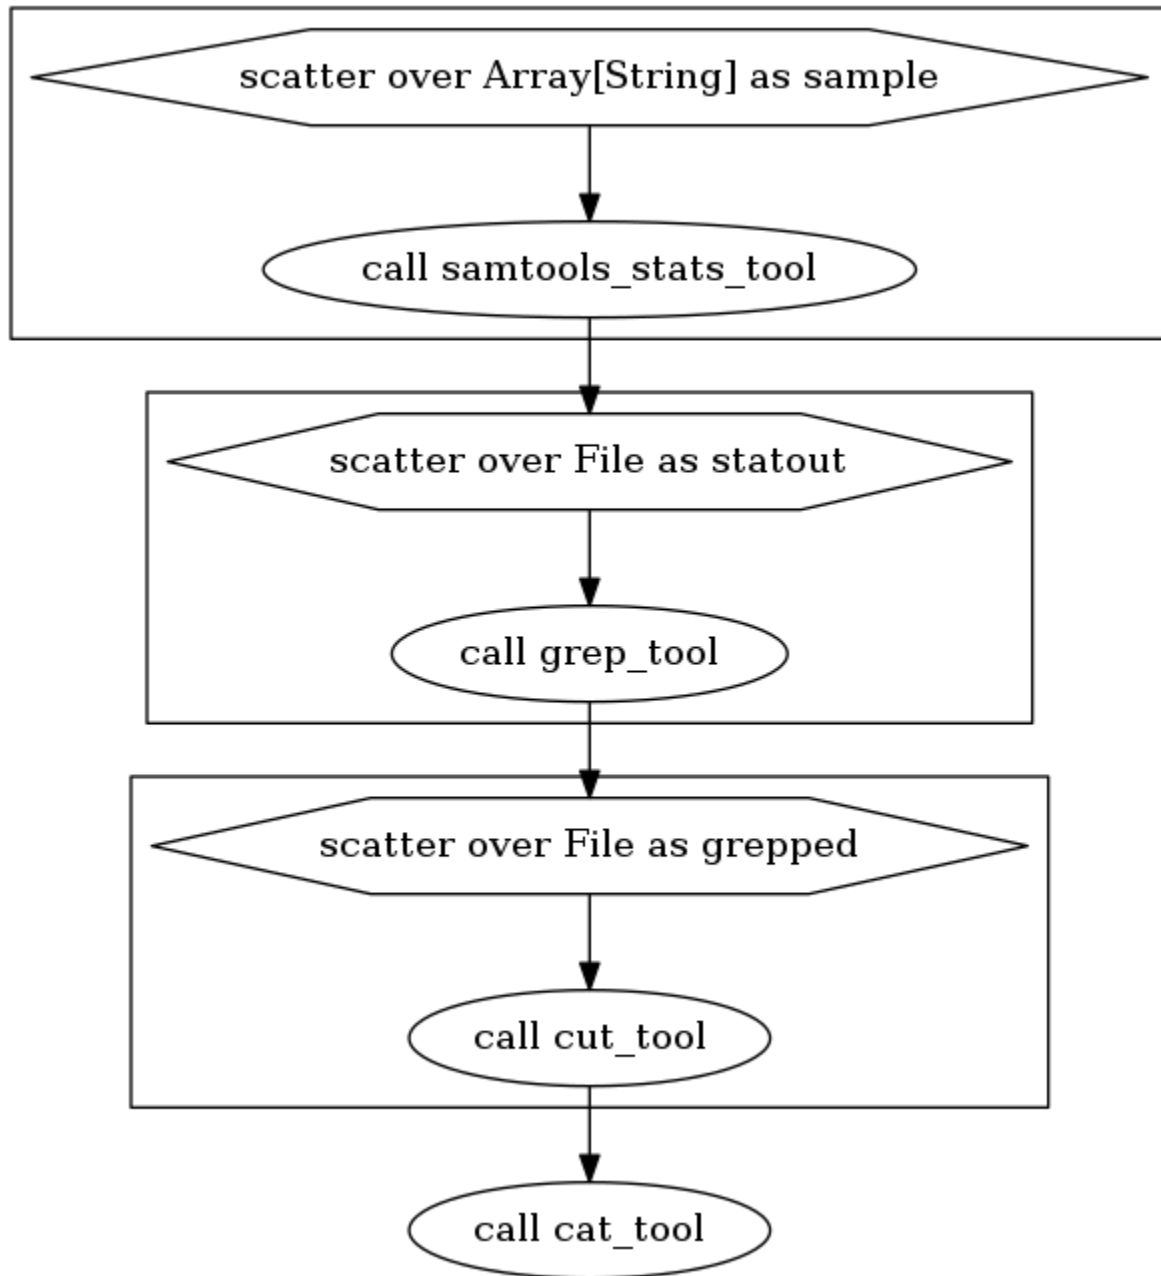 scatter over Array[String] as sample
call samtools_stats_tool
scatter over File as statout
call grep_tool
scatter over File as grepped
call cut_tool
call cat_tool